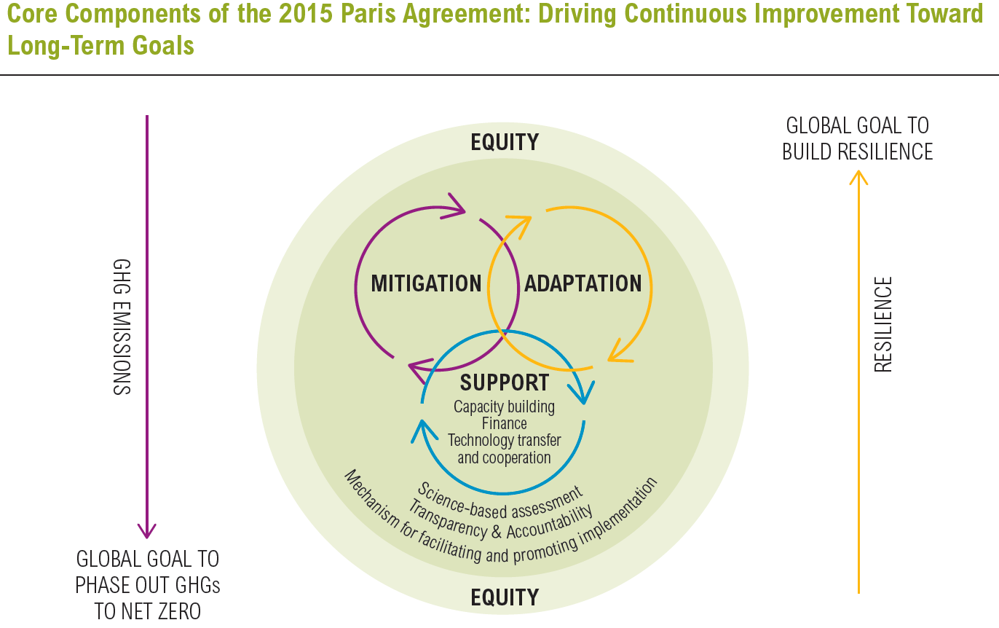 Core Components of the 2015 Paris Agreement: Driving Continuous Improvement Toward
Long-Term Goals
GHG EMISSIONS
GLOBAL GOAL TO
PHASE OUT GHGs
TO NET ZERO
EQUITY
MITIGATION
ADAPTATION
SUPPORT
Capacity building
Finance
Technology transfer
and cooperation
Science-based assessment
Transparency & Accountability
Mechanism for facilitating and promoting implementation
EQUITY
GLOBAL GOAL TO
BUILD RESILIENCE
RESILIENCE